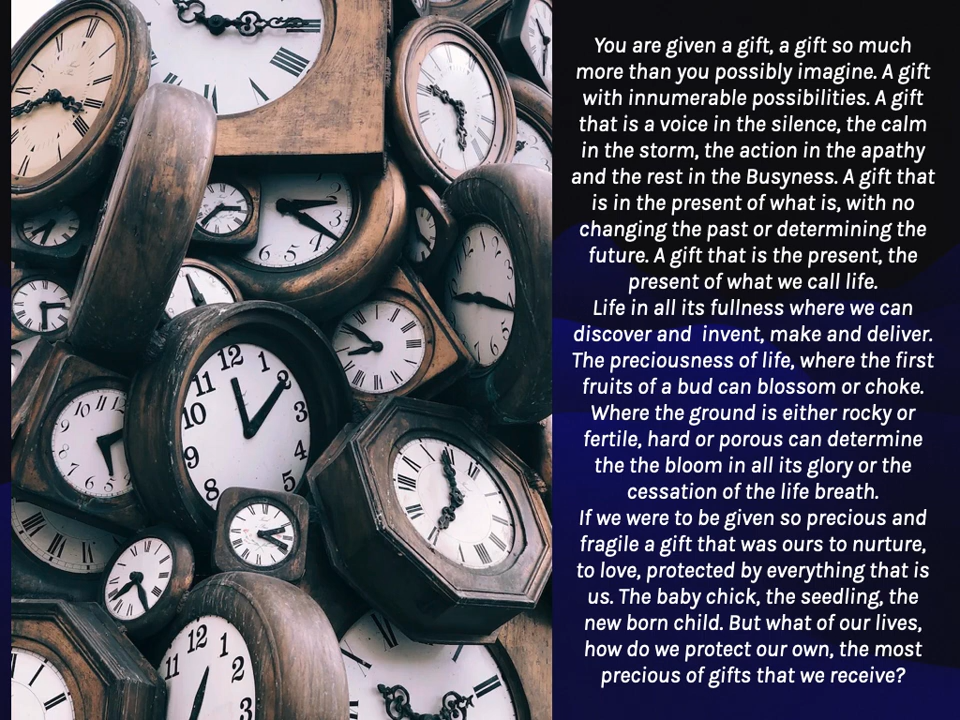 You are given a gift, a gift so much
more than you possibly imagine. A gift
with innumerable possibilities. A gift
that is a voice in the silence, the calm
in the storm, the action in the apathy
and the rest in the Busyness. A gift that
is in the present of what is, with no
changing the past or determining the
future. A gift that is the present, the
present of what we call life.
Life in all its fullness where we can
discover and  invent, make and deliver.
The preciousness of life, where the first
fruits of a bud can blossom or choke.
Where the ground is either rocky or
fertile, hard or porous can determine
the the bloom in all its glory or the
cessation of the life breath.
If we were to be given so precious and
fragile a gift that was ours to nurture,
to love, protected by everything that is
us. The baby chick, the seedling, the
new born child. But what of our lives,
how do we protect our own, the most
precious of gifts that we receive?